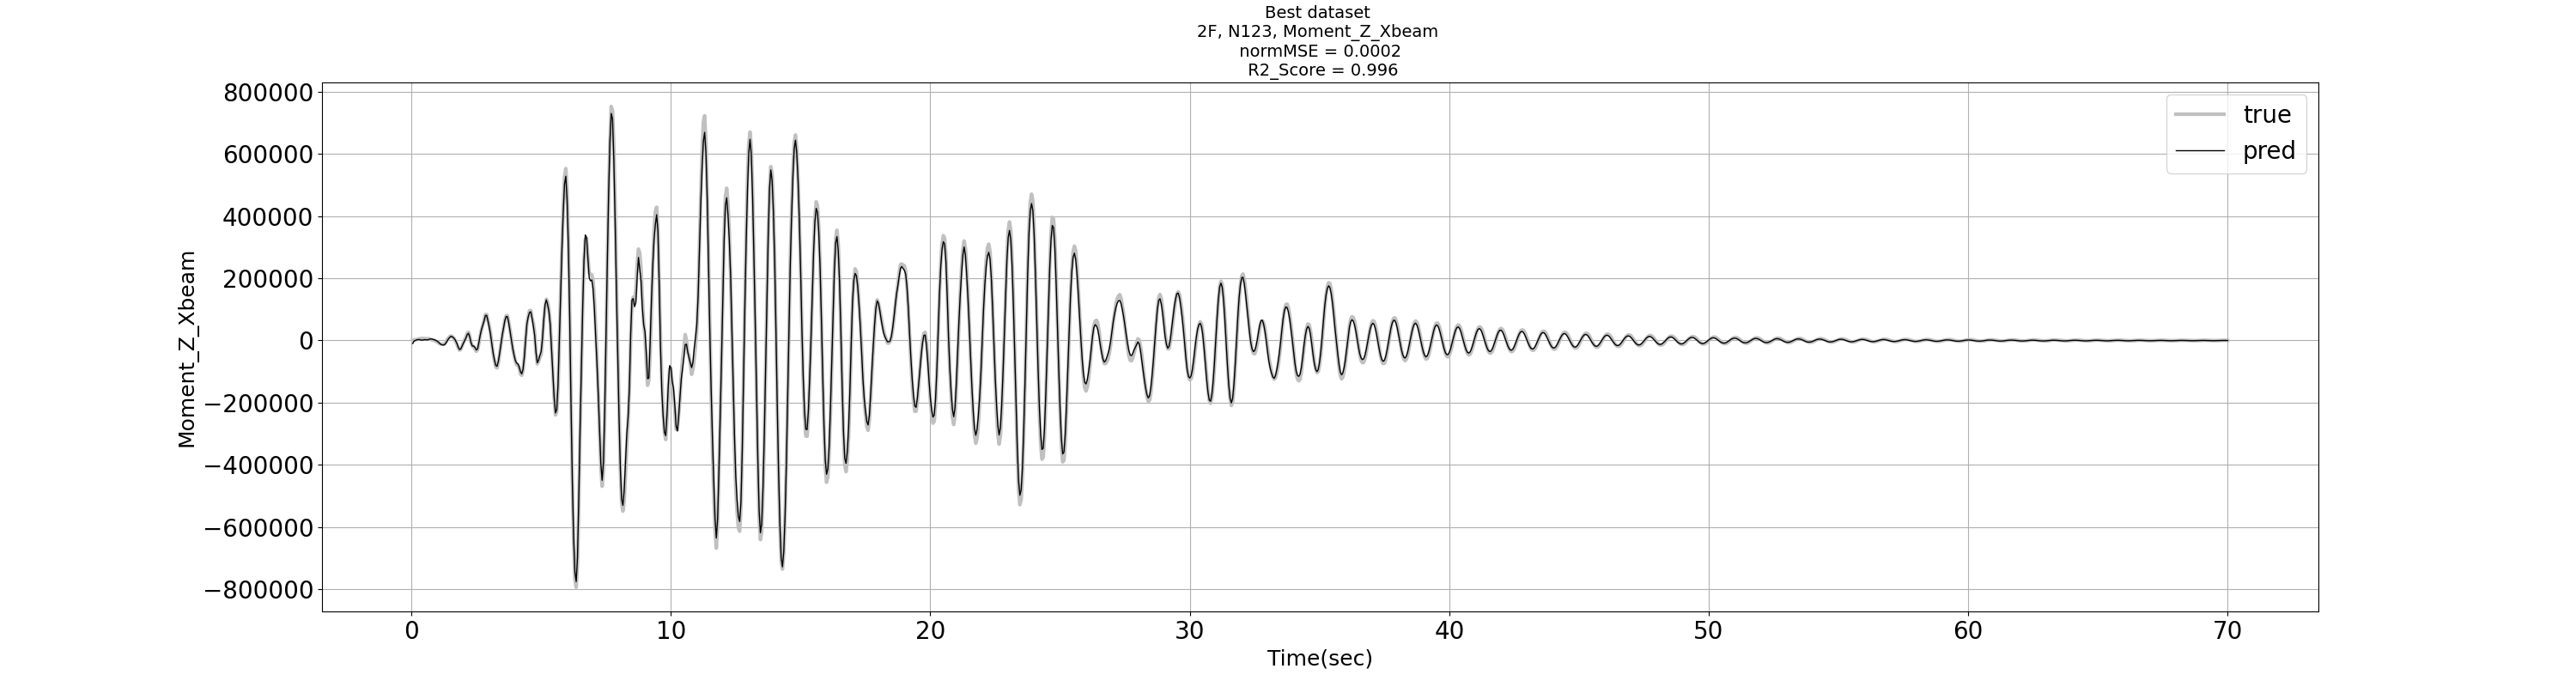 Best dataset
2F, N123, Moment_Z_Xbeam
normMSE = 0.0002
R2_Score = 0.996
800000
600000
400000
200000
0
−200000
−400000
−600000
−800000
Moment_Z_Xbeam
true
pred
0 10 20 30 40 50 60 70
Time(sec)